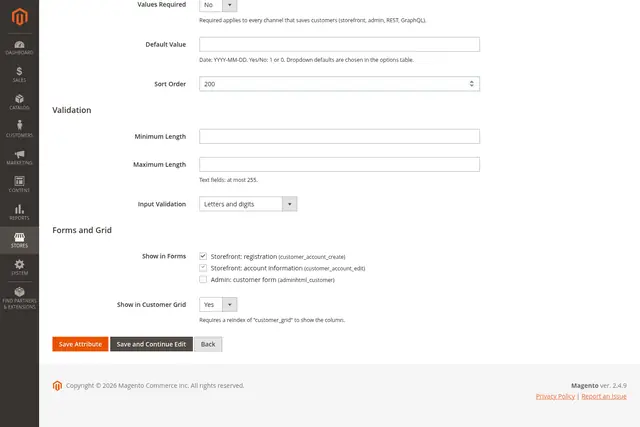 Values Required
No
Required applies to every channel that saves customers (storefront, admin, REST, GraphQL).
Default Value
Date, YYYY-MM-DD. Yes/No: 1 or 0. Dropdown defaults are chosen in the options table.
Sort Order
200
Validation
Minimum Length
Maximum Length
Text fields: at most 255.
Input Validation
Letters and digits
Forms and Grid
Show in Forms
Storefront: registration (customer_account_create)
Storefront: account information (customer_account_edit)
Admin: customer form (adminhtml_customer)
Show in Customer Grid
Yes
Requires a reindex of "customer_grid" to show the column.
Save Attribute
Save and Continue Edit
Back
Copyright © 2026 Magento Commerce Inc. All rights reserved.
Magento ver. 2.4.9
Privacy Policy | Report an Issue
DASHBOARD
SALES
CATALOG
CUSTOMERS
MARKETING
CONTENT
REPORTS
STORES
SYSTEM
FIND PARTNERS
& EXTENSIONS